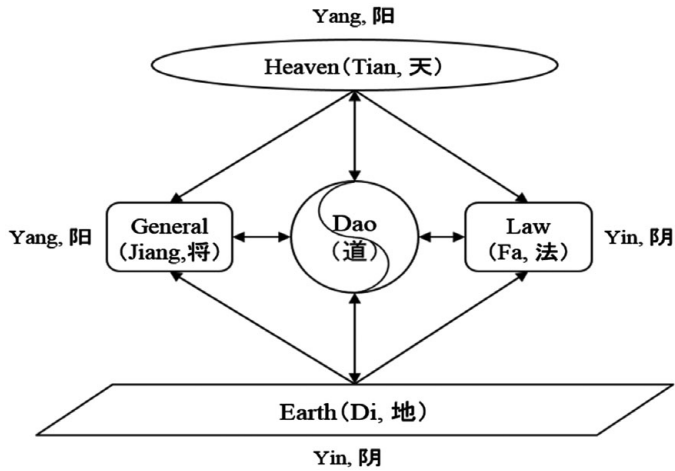 Yang, 阳
Heaven（Tian, 天）
General
（Jiang,将）
Yang, 阳
Dao
（道）
Law
（Fa, 法）
Yin, 阴
Earth（Di, 地）
Yin, 阴